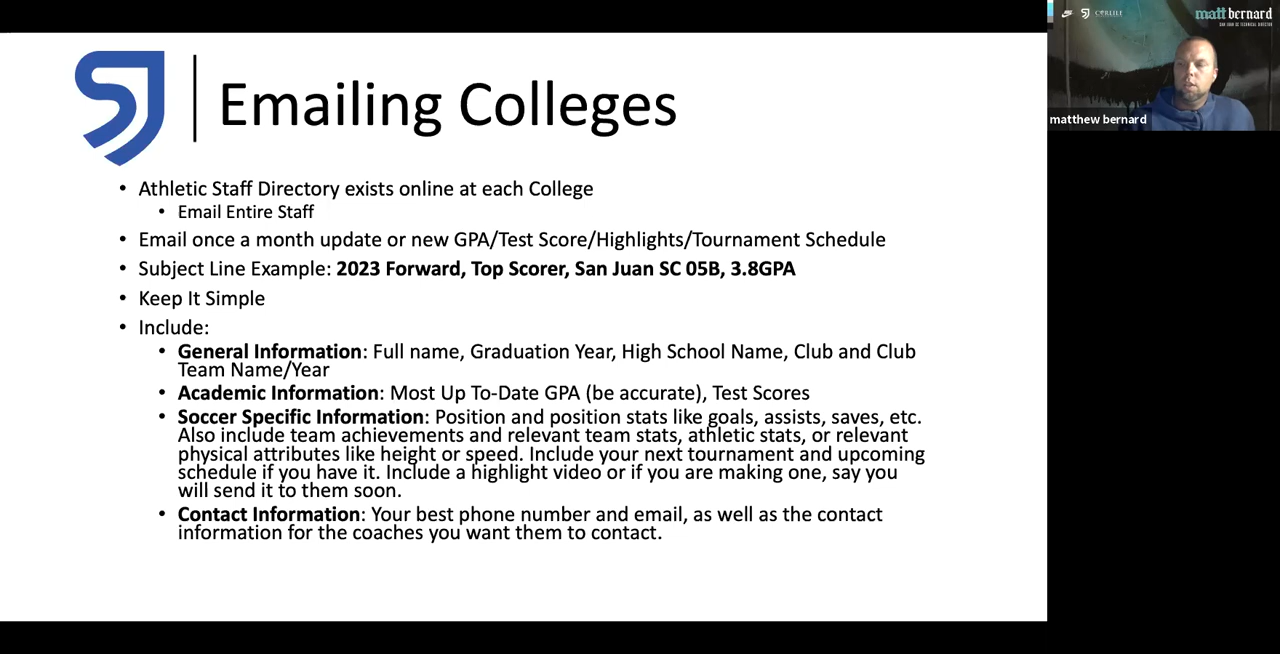 Emailing Colleges
• Athletic Staff Directory exists online at each College
• Email Entire Staff
• Email once a month update or new GPA/Test Score/Highlights/Tournament Schedule
• Subject Line Example: 2023 Forward, Top Scorer, San Juan SC 05B, 3.8GPA
• Keep It Simple
• Include:
• General Information: Full name, Graduation Year, High School Name, Club and Club
Team Name/Year
• Academic Information: Most Up To-Date GPA (be accurate), Test Scores
• Soccer Specific Information: Position and position stats like goals, assists, saves, etc.
Also include team achievements and relevant team stats, athletic stats, or relevant
physical attributes like height or speed. Include your next tournament and upcoming
schedule if you have it. Include a highlight video or if you are making one, say you
will send it to them soon.
• Contact Information: Your best phone number and email, as well as the contact
information for the coaches you want them to contact.
matt bernard
SAN JUAN SC TECHNICAL DIRECTOR
matthew bernard